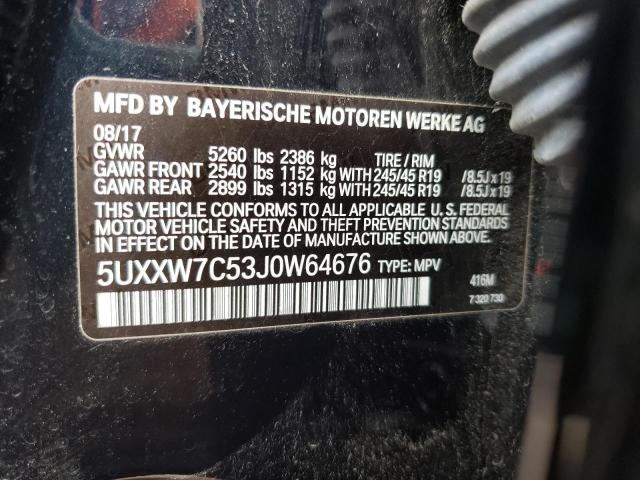 MFD BY BAYERISCHE MOTOREN WERKE AG
08/17
GVWR 5260 lbs 2386 kg TIRE / RIM
GAWR FRONT 2540 lbs 1152 kg WITH 245/45 R19 /8.5J x 19
GAWR REAR 2899 lbs 1315 kg WITH 245/45 R19 /8.5J x 19
THIS VEHICLE CONFORMS TO ALL APPLICABLE U.S. FEDERAL
MOTOR VEHICLE SAFETY AND THEFT PREVENTION STANDARDS
IN EFFECT ON THE DATE OF MANUFACTURE SHOWN ABOVE.
5UXXW7C53J0W64676 TYPE: MPV 416M
7 320 730